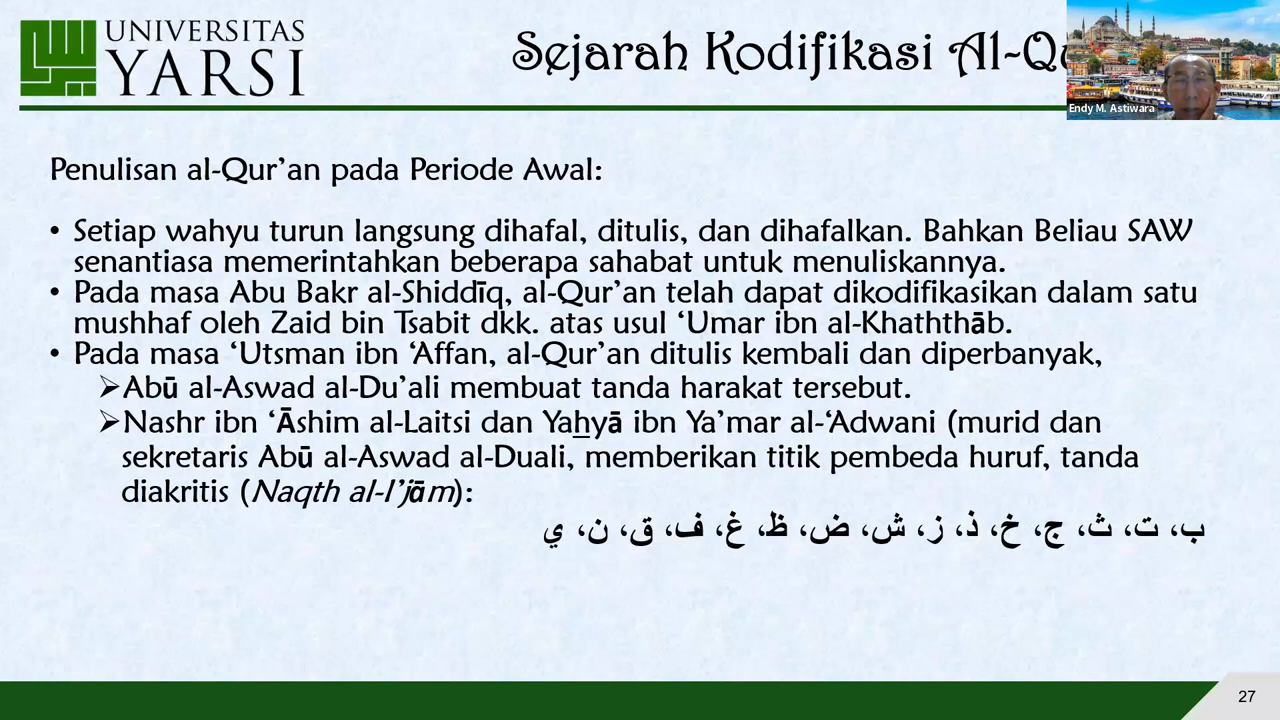 UNIVERSITAS
YARSI
Sejarah Kodifikasi Al-Qu
Endy M. Astiwara
Penulisan al-Qur’an pada Periode Awal:
• Setiap wahyu turun langsung dihafal, ditulis, dan dihafalkan. Bahkan Beliau SAW
senantiasa memerintahkan beberapa sahabat untuk menuliskannya.
• Pada masa Abu Bakr al-Shiddīq, al-Qur’an telah dapat dikodifikasikan dalam satu
mushhaf oleh Zaid bin Tsabit dkk. atas usul ‘Umar ibn al-Khaththāb.
• Pada masa ‘Utsman ibn ‘Affan, al-Qur’an ditulis kembali dan diperbanyak,
➢Abū al-Aswad al-Du’ali membuat tanda harakat tersebut.
➢Nashr ibn ‘Āshim al-Laitsi dan Yaẖyā ibn Ya’mar al-‘Adwani (murid dan
sekretaris Abū al-Aswad al-Duali, memberikan titik pembeda huruf, tanda
diakritis (Naqth al-I’jām):
ب، ت، ث، ج، خ، ذ، ز، ش، ض، ظ، غ، ف، ق، ن، ي
27